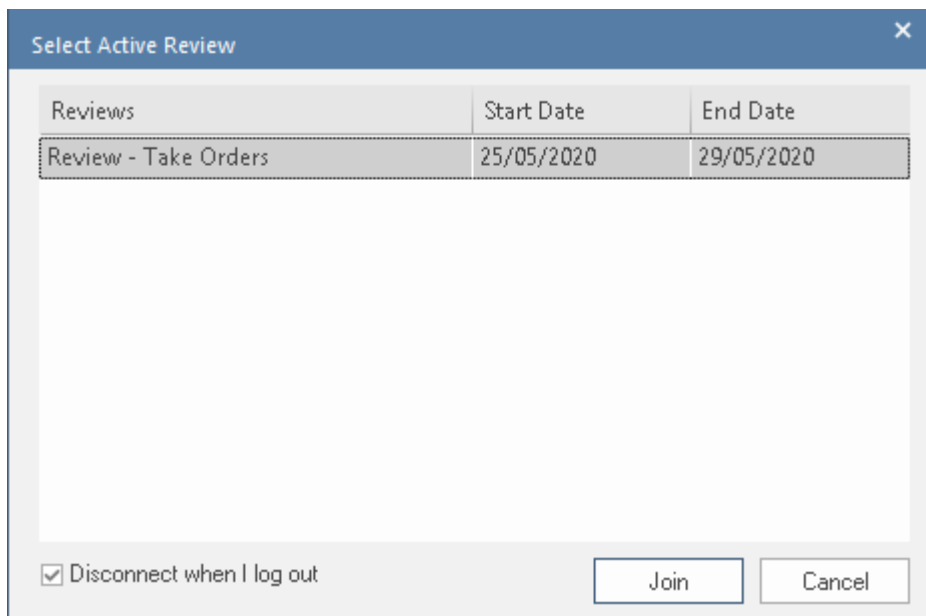 Select Active Review
Reviews Start Date End Date
Review - Take Orders 25/05/2020 29/05/2020
Disconnect when I log out Join Cancel